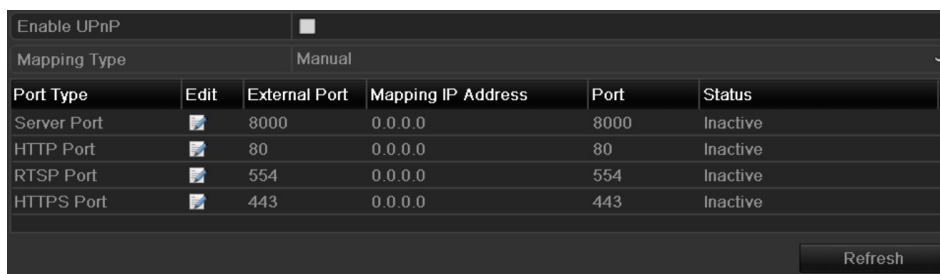 Enable UPnP
Mapping Type Manual
Port Type Edit External Port Mapping IP Address Port Status
Server Port 8000 0.0.0.0 8000 Inactive
HTTP Port 80 0.0.0.0 80 Inactive
RTSP Port 554 0.0.0.0 554 Inactive
HTTPS Port 443 0.0.0.0 443 Inactive
Refresh